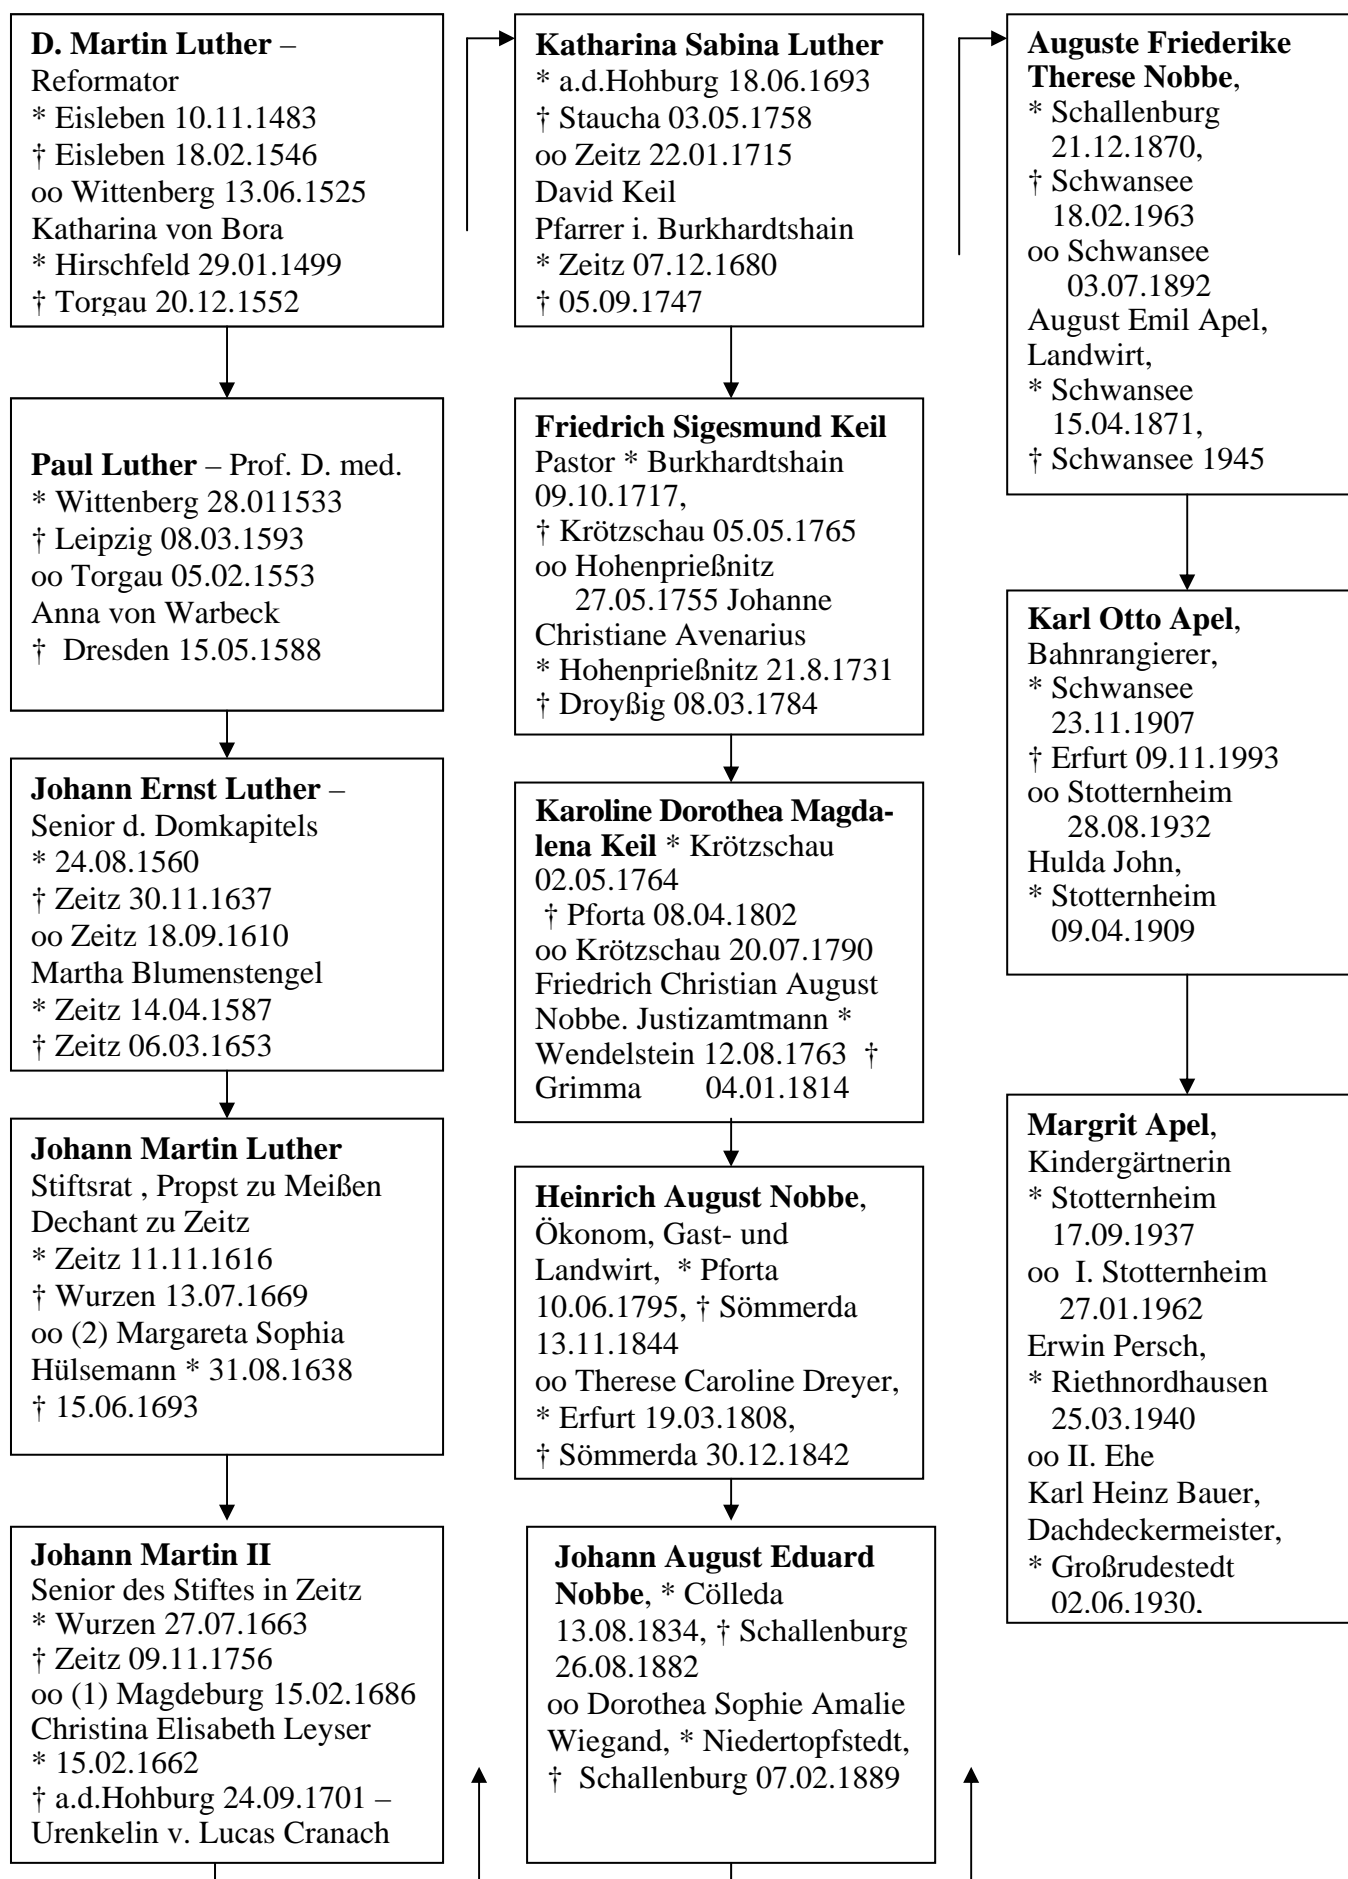 D. Martin Luther –
Reformator
* Eisleben 10.11.1483
† Eisleben 18.02.1546
oo Wittenberg 13.06.1525
Katharina von Bora
* Hirschfeld 29.01.1499
† Torgau 20.12.1552
Paul Luther – Prof. D. med.
* Wittenberg 28.011533
† Leipzig 08.03.1593
oo Torgau 05.02.1553
Anna von Warbeck
† Dresden 15.05.1588
Johann Ernst Luther –
Senior d. Domkapitels
* 24.08.1560
† Zeitz 30.11.1637
oo Zeitz 18.09.1610
Martha Blumenstengel
* Zeitz 14.04.1587
† Zeitz 06.03.1653
Johann Martin Luther
Stiftsrat , Propst zu Meißen
Dechant zu Zeitz
* Zeitz 11.11.1616
† Wurzen 13.07.1669
oo (2) Margareta Sophia
Hülsemann * 31.08.1638
† 15.06.1693
Johann Martin II
Senior des Stiftes in Zeitz
* Wurzen 27.07.1663
† Zeitz 09.11.1756
oo (1) Magdeburg 15.02.1686
Christina Elisabeth Leyser
* 15.02.1662
† a.d.Hohburg 24.09.1701 –
Urenkelin v. Lucas Cranach
Katharina Sabina Luther
* a.d.Hohburg 18.06.1693
† Staucha 03.05.1758
oo Zeitz 22.01.1715
David Keil
Pfarrer i. Burkhardtshain
* Zeitz 07.12.1680
† 05.09.1747
Friedrich Sigesmund Keil
Pastor * Burkhardtshain
09.10.1717,
† Krötzschau 05.05.1765
oo Hohenprießnitz
27.05.1755 Johanne
Christiane Avenarius
* Hohenprießnitz 21.8.1731
† Droyßig 08.03.1784
Karoline Dorothea Magda-
lena Keil * Krötzschau
02.05.1764
† Pforta 08.04.1802
oo Krötzschau 20.07.1790
Friedrich Christian August
Nobbe. Justizamtmann *
Wendelstein 12.08.1763 †
Grimma 04.01.1814
Heinrich August Nobbe,
Ökonom, Gast- und
Landwirt, * Pforta
10.06.1795, † Sömmerda
13.11.1844
oo Therese Caroline Dreyer,
* Erfurt 19.03.1808,
† Sömmerda 30.12.1842
Johann August Eduard
Nobbe, * Cölleda
13.08.1834, † Schallenburg
26.08.1882
oo Dorothea Sophie Amalie
Wiegand, * Niedertopfstedt,
† Schallenburg 07.02.1889
Auguste Friederike
Therese Nobbe,
* Schallenburg
21.12.1870,
† Schwansee
18.02.1963
oo Schwansee
03.07.1892
August Emil Apel,
Landwirt,
* Schwansee
15.04.1871,
† Schwansee 1945
Karl Otto Apel,
Bahnrangierer,
* Schwansee
23.11.1907
† Erfurt 09.11.1993
oo Stotternheim
28.08.1932
Hulda John,
* Stotternheim
09.04.1909
Margrit Apel,
Kindergärtnerin
* Stotternheim
17.09.1937
oo I. Stotternheim
27.01.1962
Erwin Persch,
* Riethnordhausen
25.03.1940
oo II. Ehe
Karl Heinz Bauer,
Dachdeckermeister,
* Großrudestedt
02.06.1930,